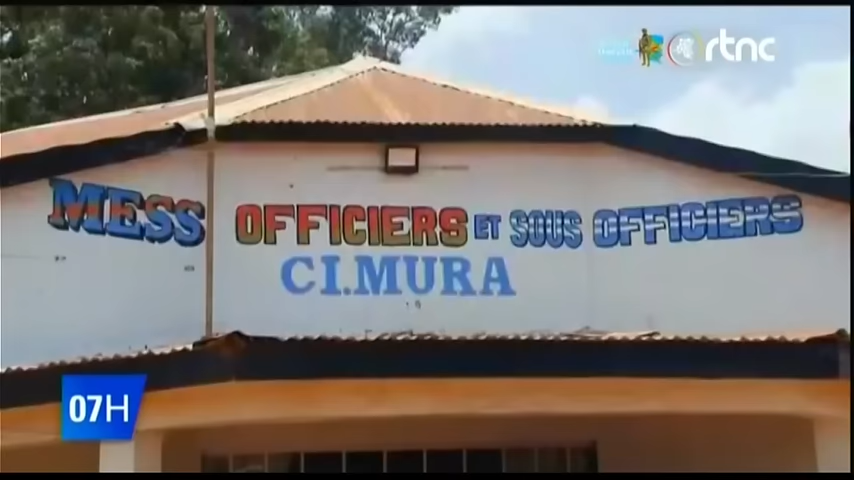 rtnc
MESS OFFICIERS ET SOUS OFFICIERS
CI.MURA
07H